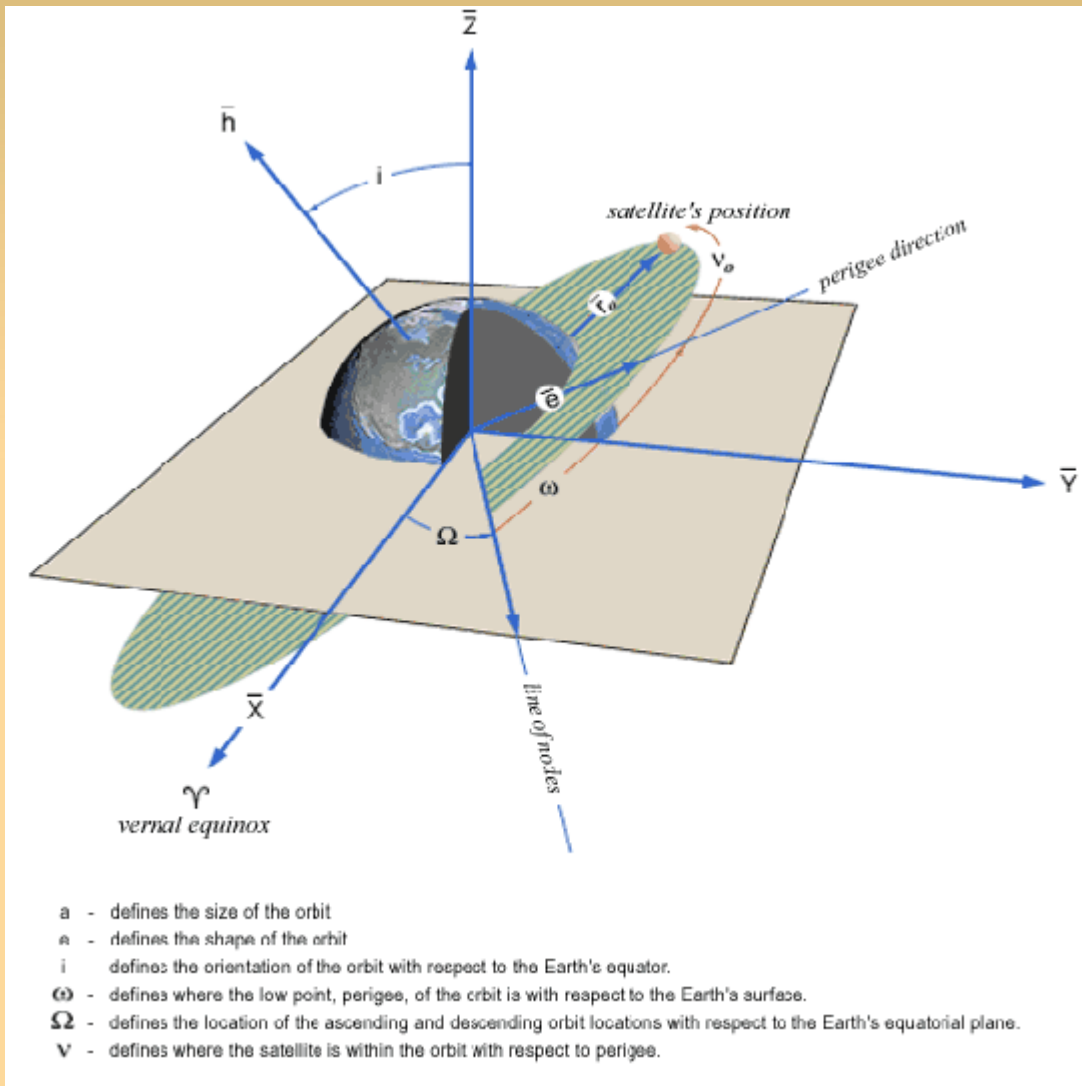 Z̄
h̄
i
satellite's position
νo
perigee direction
r̄o
ē
Ȳ
ω
Ω
X̄
line of nodes
♈
vernal equinox
a - defines the size of the orbit
e - defines the shape of the orbit
i defines the orientation of the orbit with respect to the Earth's equator.
ω - defines where the low point, perigee, of the orbit is with respect to the Earth's surface.
Ω - defines the location of the ascending and descending orbit locations with respect to the Earth's equatorial plane.
ν - defines where the satellite is within the orbit with respect to perigee.